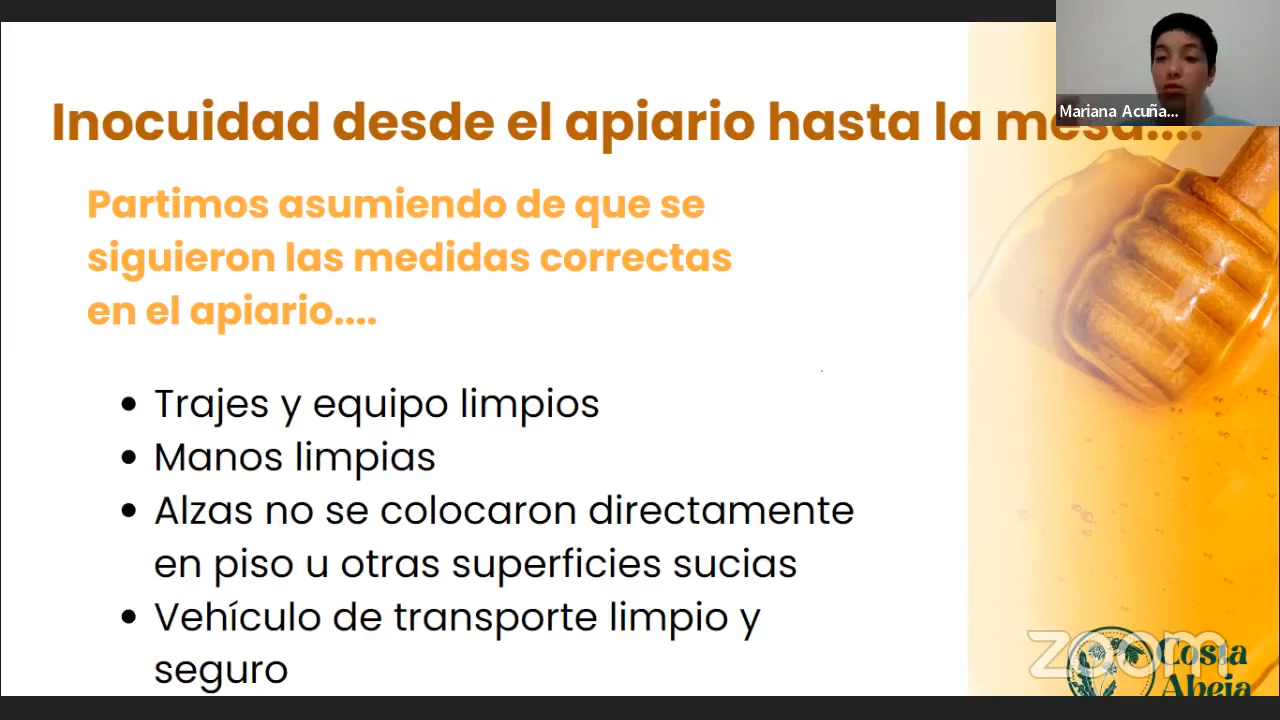 Inocuidad desde el apiario hasta la mesa....
Mariana Acuña...
Partimos asumiendo de que se
siguieron las medidas correctas
en el apiario....
• Trajes y equipo limpios
• Manos limpias
• Alzas no se colocaron directamente
en piso u otras superficies sucias
• Vehículo de transporte limpio y
seguro
zoom
Costa
Abeja